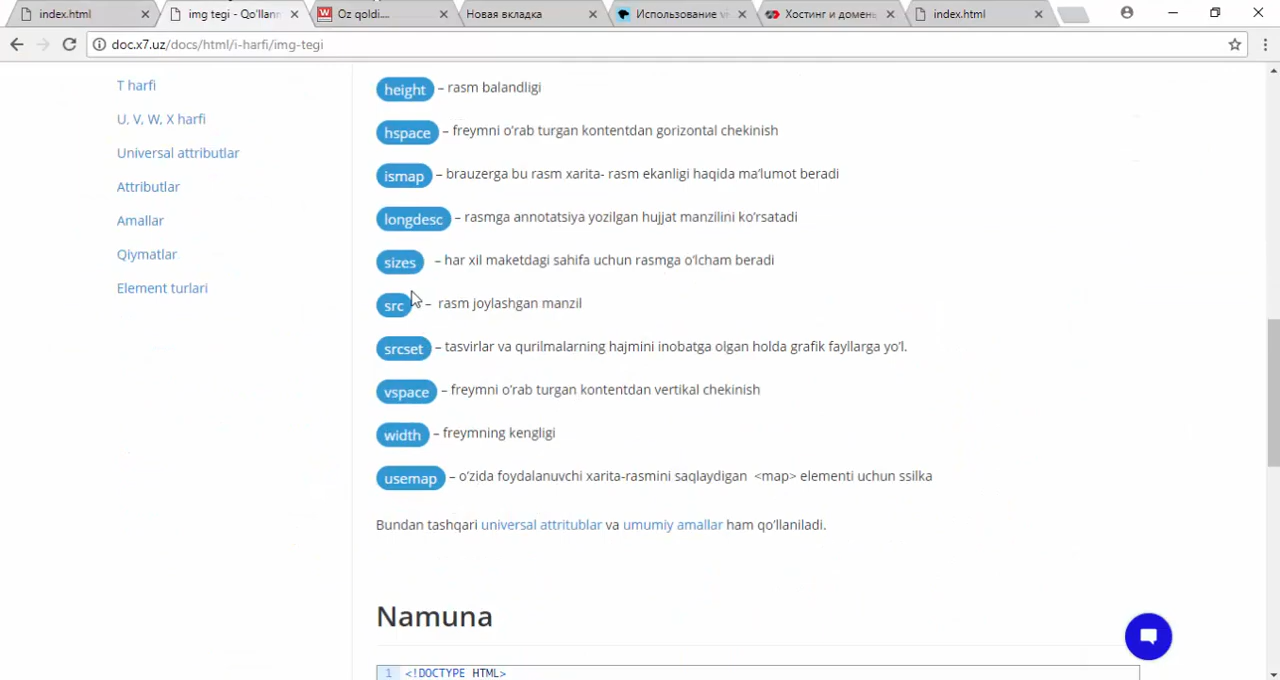 index.html
img tegi - Qo'llann
Oz qoldi....
Новая вкладка
Использование vi
Хостинг и домены
index.html
doc.x7.uz/docs/html/i-harfi/img-tegi
T harfi
U, V, W, X harfi
Universal attributlar
Attributlar
Amallar
Qiymatlar
Element turlari
height – rasm balandligi
hspace – freymni o'rab turgan kontentdan gorizontal chekinish
ismap – brauzerga bu rasm xarita- rasm ekanligi haqida ma'lumot beradi
longdesc – rasmga annotatsiya yozilgan hujjat manzilini ko'rsatadi
sizes – har xil maketdagi sahifa uchun rasmga o'lcham beradi
src – rasm joylashgan manzil
srcset – tasvirlar va qurilmalarning hajmini inobatga olgan holda grafik fayllarga yo'l.
vspace – freymni o'rab turgan kontentdan vertikal chekinish
width – freymning kengligi
usemap – o'zida foydalanuvchi xarita-rasmini saqlaydigan <map> elementi uchun ssilka
Bundan tashqari universal attritublar va umumiy amallar ham qo'llaniladi.
Namuna
1 <!DOCTYPE HTML>